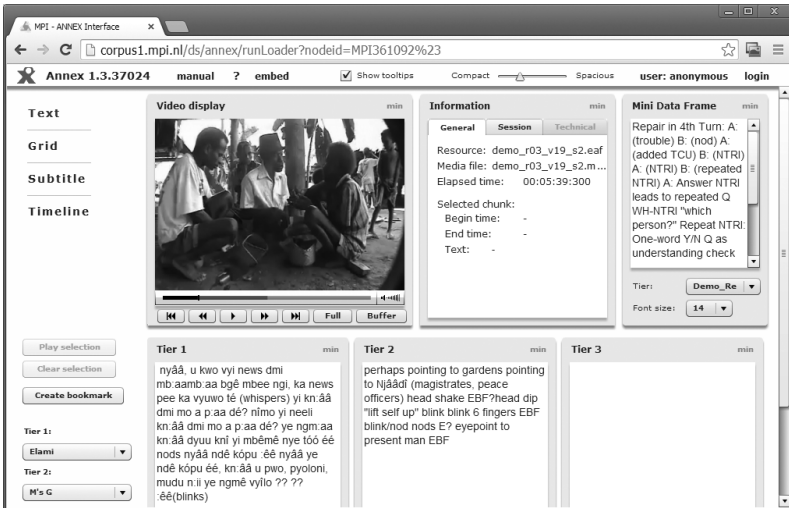 MPI - ANNEX Interface
corpus1.mpi.nl/ds/annex/runLoader?nodeid=MPI361092%23
Annex 1.3.37024 manual ? embed Show tooltips Compact Spacious user: anonymous login
Text
Grid
Subtitle
Timeline
Video display min
Full Buffer
Information min
General Session Technical
Resource: demo_r03_v19_s2.eaf
Media file: demo_r03_v19_s2.m...
Elapsed time: 00:05:39:300
Selected chunk:
Begin time: -
End time: -
Text: -
Mini Data Frame min
Repair in 4th Turn: A:
(trouble) B: (nod) A:
(added TCU) B: (NTRI)
A: (NTRI) B: (repeated
NTRI) A: Answer NTRI
leads to repeated Q
WH-NTRI "which
person?" Repeat NTRI:
One-word Y/N Q as
understanding check
Tier: Demo_Re
Font size: 14
Play selection
Clear selection
Create bookmark
Tier 1:
Elami
Tier 2:
M's G
Tier 1 min
nyââ, u kwo vyi news dmi
mb:aamb:aa bgê mbee ngi, ka news
pee ka vyuwo té (whispers) yi kn:ââ
dmi mo a p:aa dé? nîmo yi neeli
kn:ââ dmi mo a p:aa dé? ye ngm:aa
kn:ââ dyuu knî yi mbêmê nye tóó éé
nods nyââ ndê kópu :êê nyââ ye
ndê kópu éé, kn:ââ u pwo, pyoloni,
mudu n:ii ye ngmê vyîlo ?? ??
:êê(blinks)
Tier 2 min
perhaps pointing to gardens pointing
to Njââdî (magistrates, peace
officers) head shake EBF?head dip
"lift self up" blink blink 6 fingers EBF
blink/nod nods E? eyepoint to
present man EBF
Tier 3 min